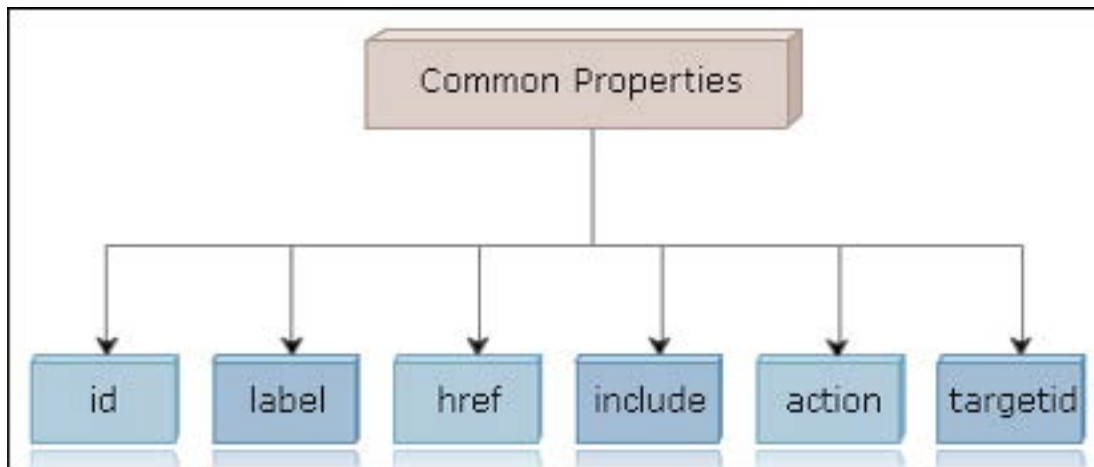 Common Properties
id
label
href
include
action
targetid